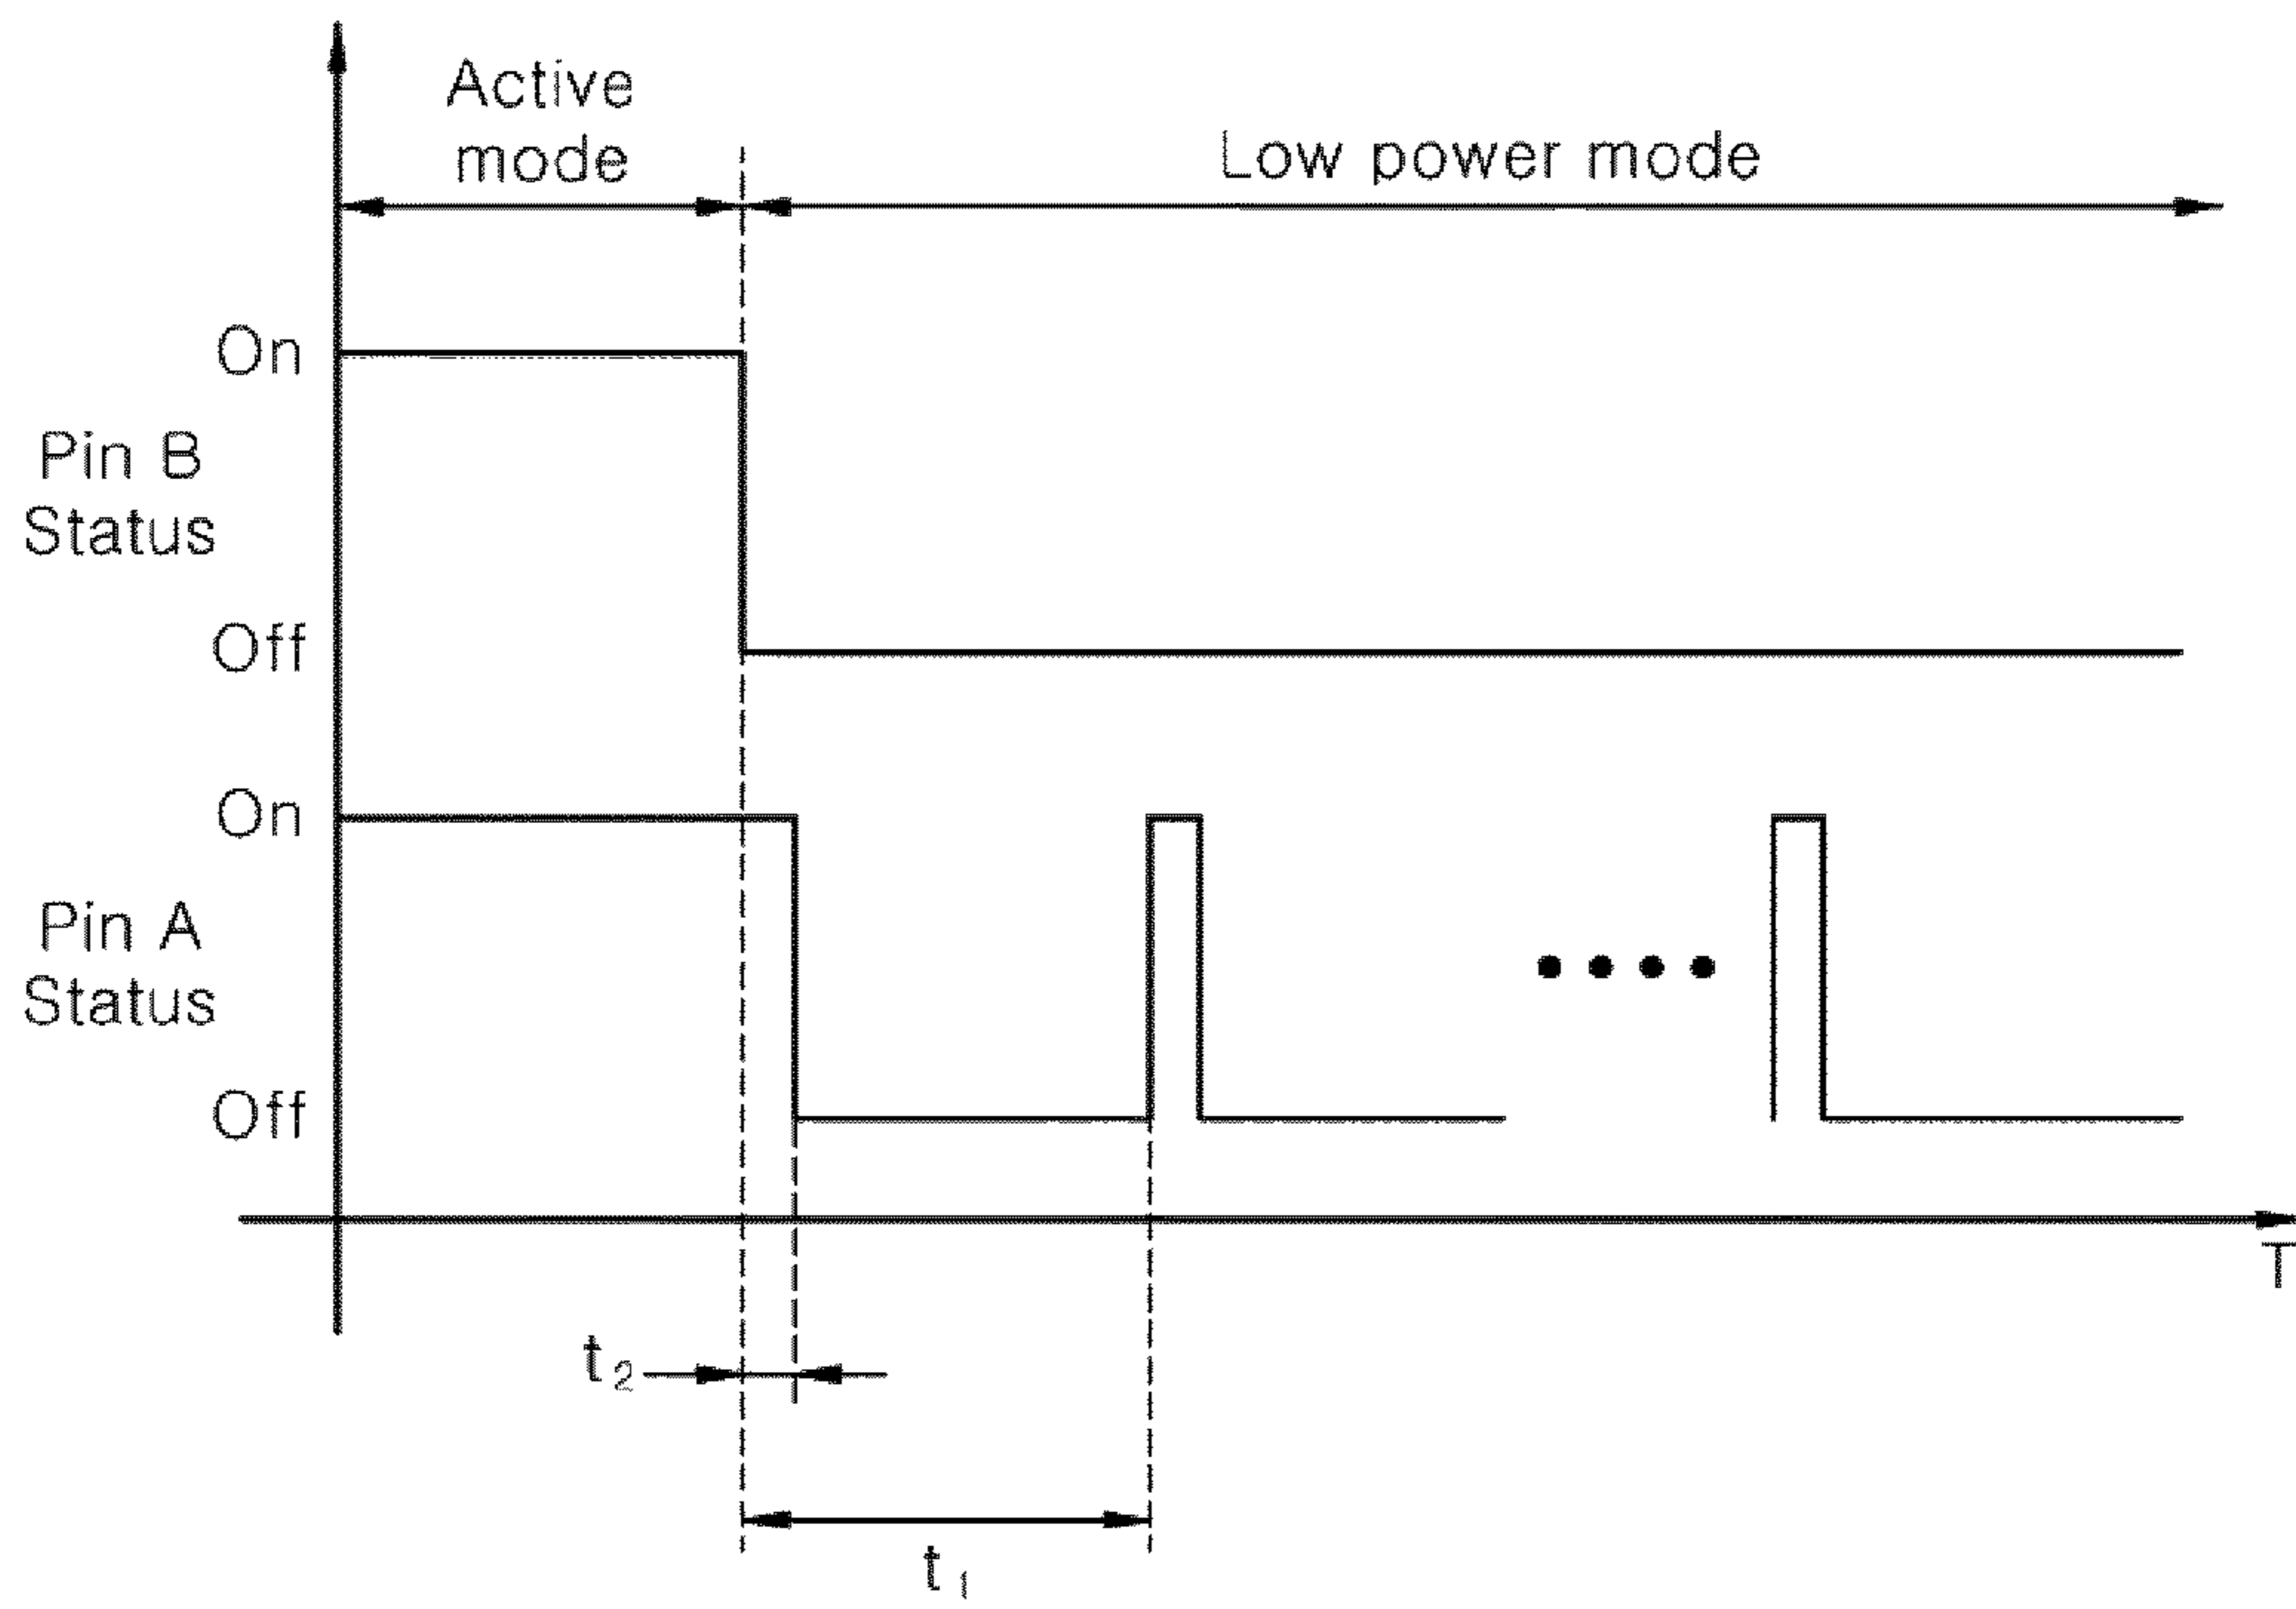 Active
mode
Low power mode
On
Pin B
Status
Off
On
Pin A
Status
Off
T
t₂
t₁